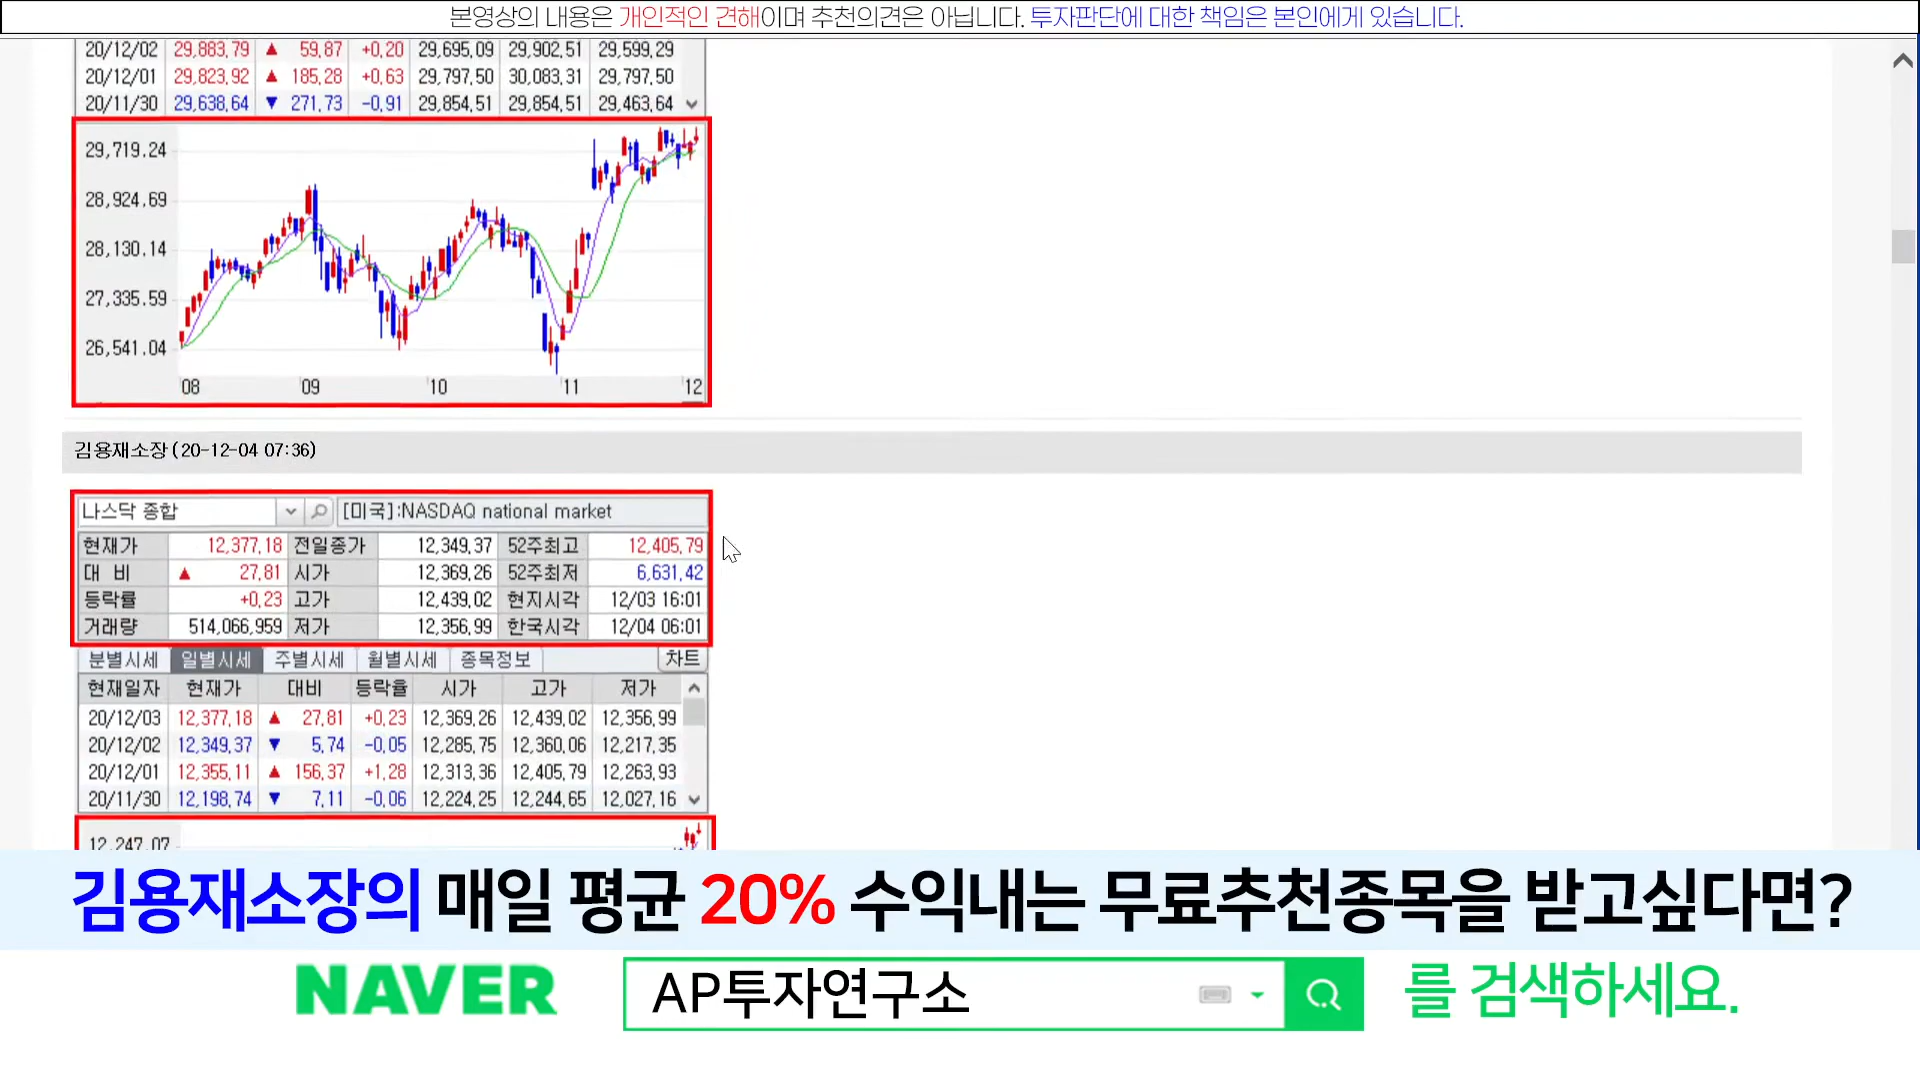 본영상의 내용은 개인적인 견해이며 추천의견은 아닙니다. 투자판단에 대한 책임은 본인에게 있습니다.
20/12/02 29,883,79 ▲ 59,87 +0,20 29,695,09 29,902,51 29,599,29
20/12/01 29,823,92 ▲ 185,28 +0,63 29,797,50 30,083,31 29,797,50
20/11/30 29,638,64 ▼ 271,73 -0,91 29,854,51 29,854,51 29,463,64
29,719.24
28,924.69
28,130.14
27,335.59
26,541.04
08 09 10 11 12
김용재소장 (20-12-04 07:36)
나스닥 종합 [미국]:NASDAQ national market
현재가 12,377,18 전일종가 12,349,37 52주최고 12,405,79
대 비 ▲ 27,81 시가 12,369,26 52주최저 6,631,42
등락률 +0,23 고가 12,439,02 현지시각 12/03 16:01
거래량 514,066,959 저가 12,356,99 한국시각 12/04 06:01
분별시세 일별시세 주별시세 월별시세 종목정보 차트
현재일자 현재가 대비 등락율 시가 고가 저가
20/12/03 12,377,18 ▲ 27,81 +0,23 12,369,26 12,439,02 12,356,99
20/12/02 12,349,37 ▼ 5,74 -0,05 12,285,75 12,360,06 12,217,35
20/12/01 12,355,11 ▲ 156,37 +1,28 12,313,36 12,405,79 12,263,93
20/11/30 12,198,74 ▼ 7,11 -0,06 12,224,25 12,244,65 12,027,16
12,247.07
김용재소장의 매일 평균 20% 수익내는 무료추천종목을 받고싶다면?
NAVER AP투자연구소 를 검색하세요.